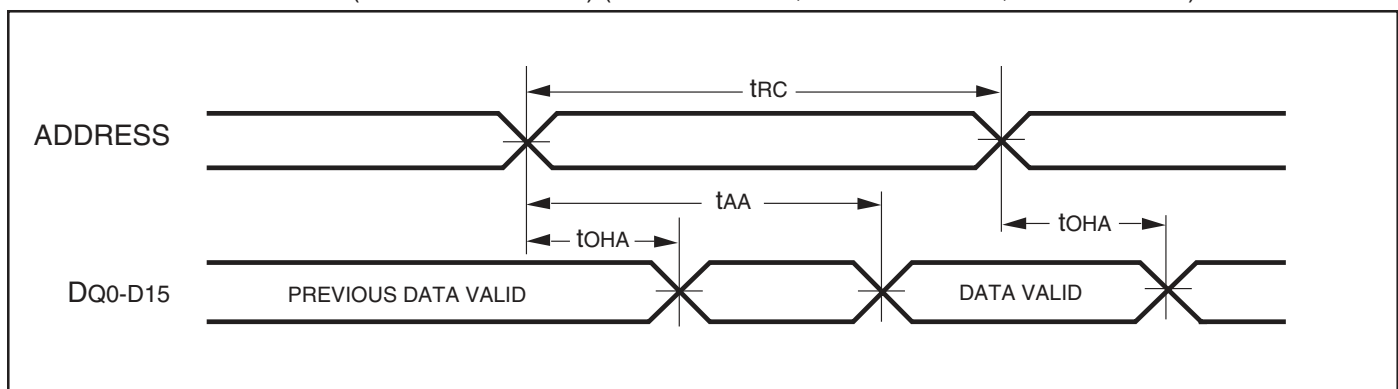 tRC
ADDRESS
tAA
tOHA
tOHA
DQ0-D15
PREVIOUS DATA VALID
DATA VALID